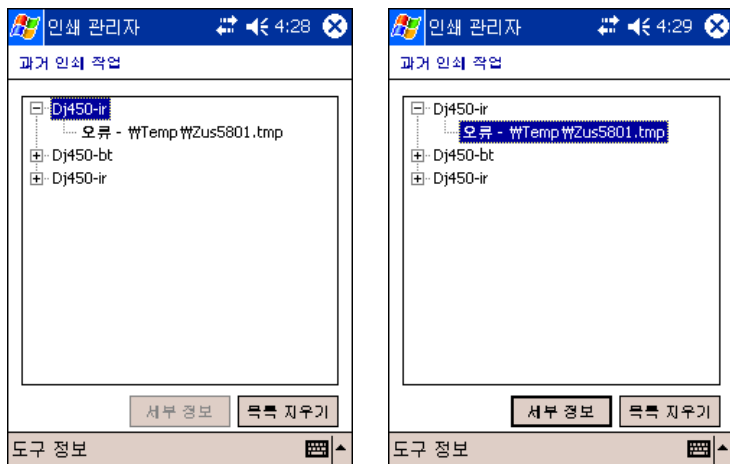 인쇄 관리자 4:28
과거 인쇄 작업
Dj450-ir
오류 - ₩Temp₩Zus5801.tmp
Dj450-bt
Dj450-ir
세부 정보 목록 지우기
도구 정보
인쇄 관리자 4:29
과거 인쇄 작업
Dj450-ir
오류 - ₩Temp₩Zus5801.tmp
Dj450-bt
Dj450-ir
세부 정보 목록 지우기
도구 정보